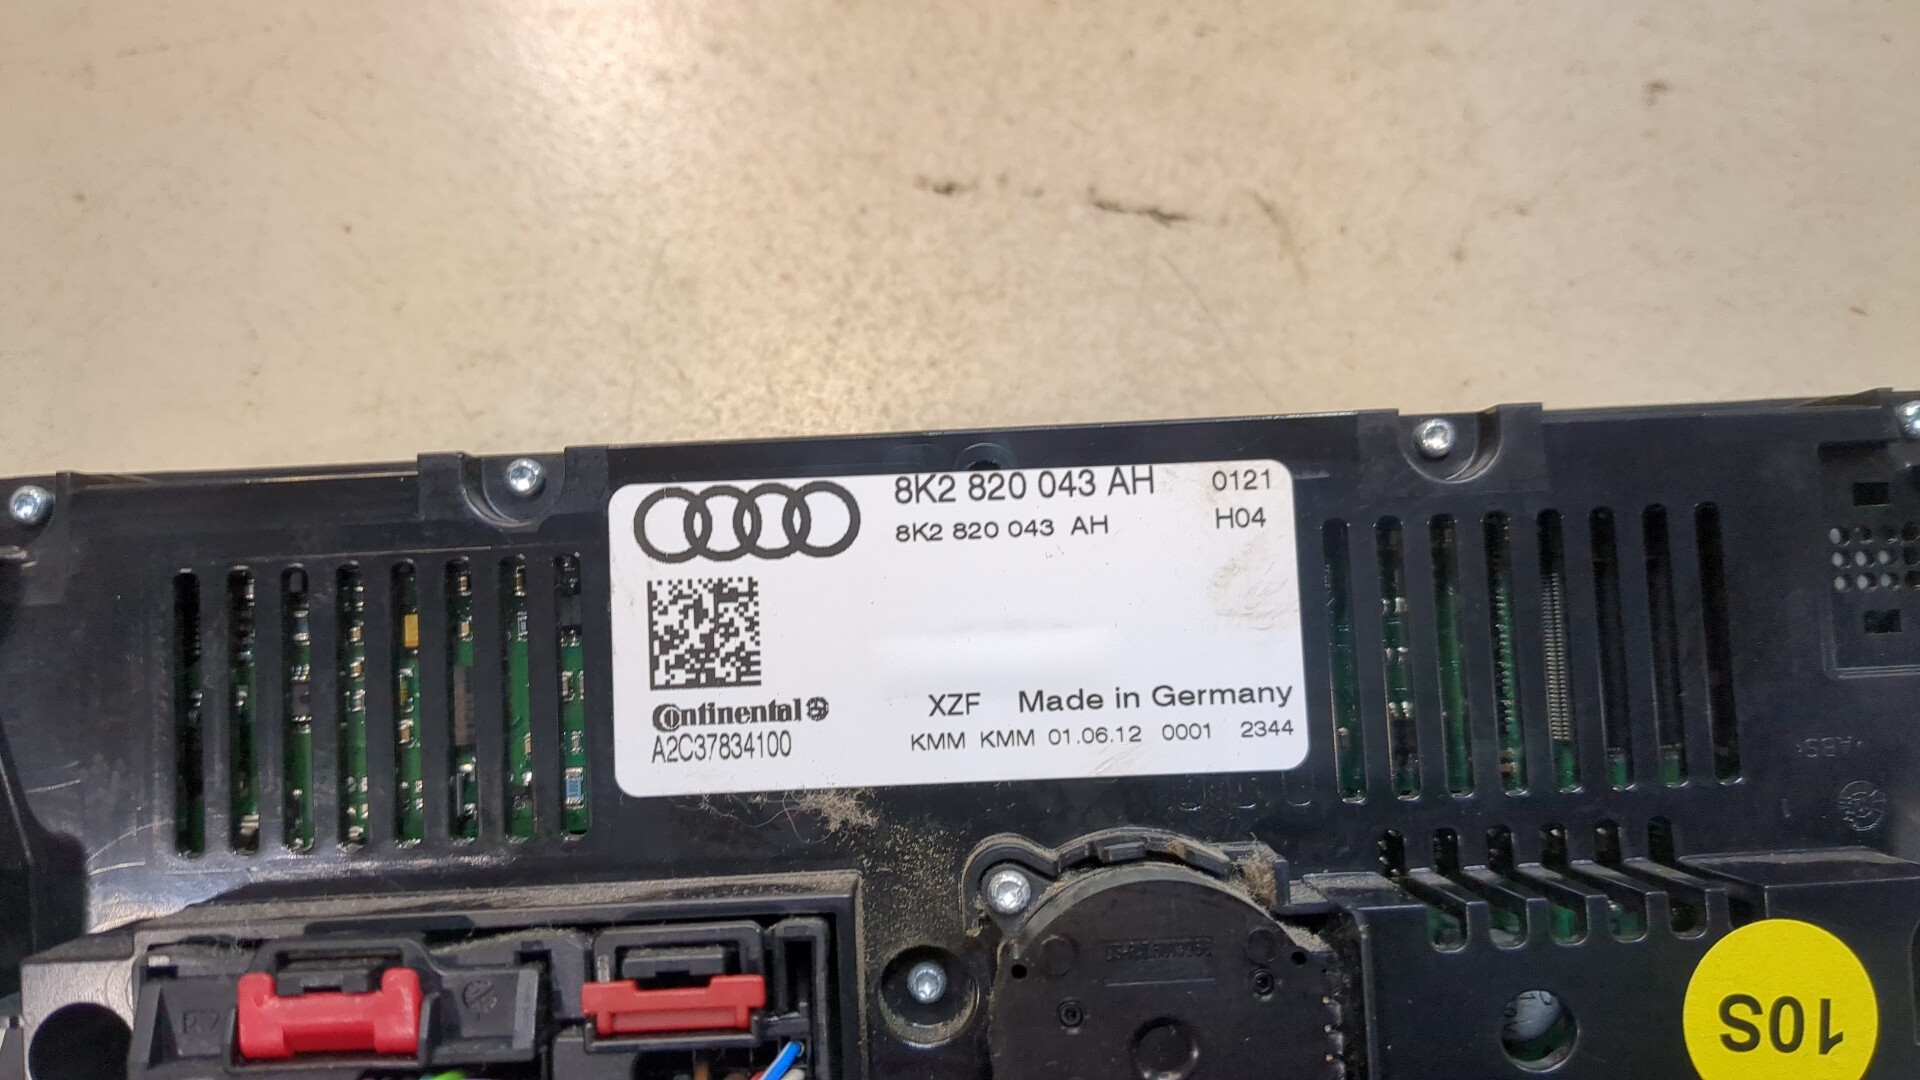 8K2 820 043 AH 0121
8K2 820 043 AH H04
Continental
A2C37834100
XZF Made in Germany
KMM KMM 01.06.12 0001 2344
10S